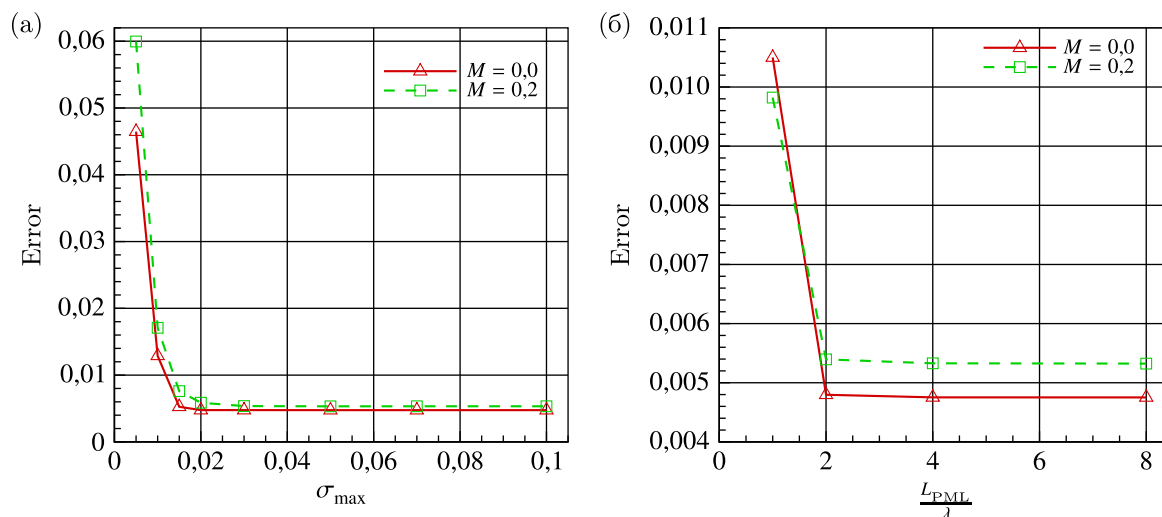 (а)
0,06
0,05
0,04
0,03
0,02
0,01
0
Error
0
0,02
0,04
0,06
0,08
0,1
σmax
M = 0,0
M = 0,2
(б)
0,011
0,010
0,009
0,008
0,007
0,006
0,005
0,004
Error
0
2
4
6
8
LPML
λ
M = 0,0
M = 0,2